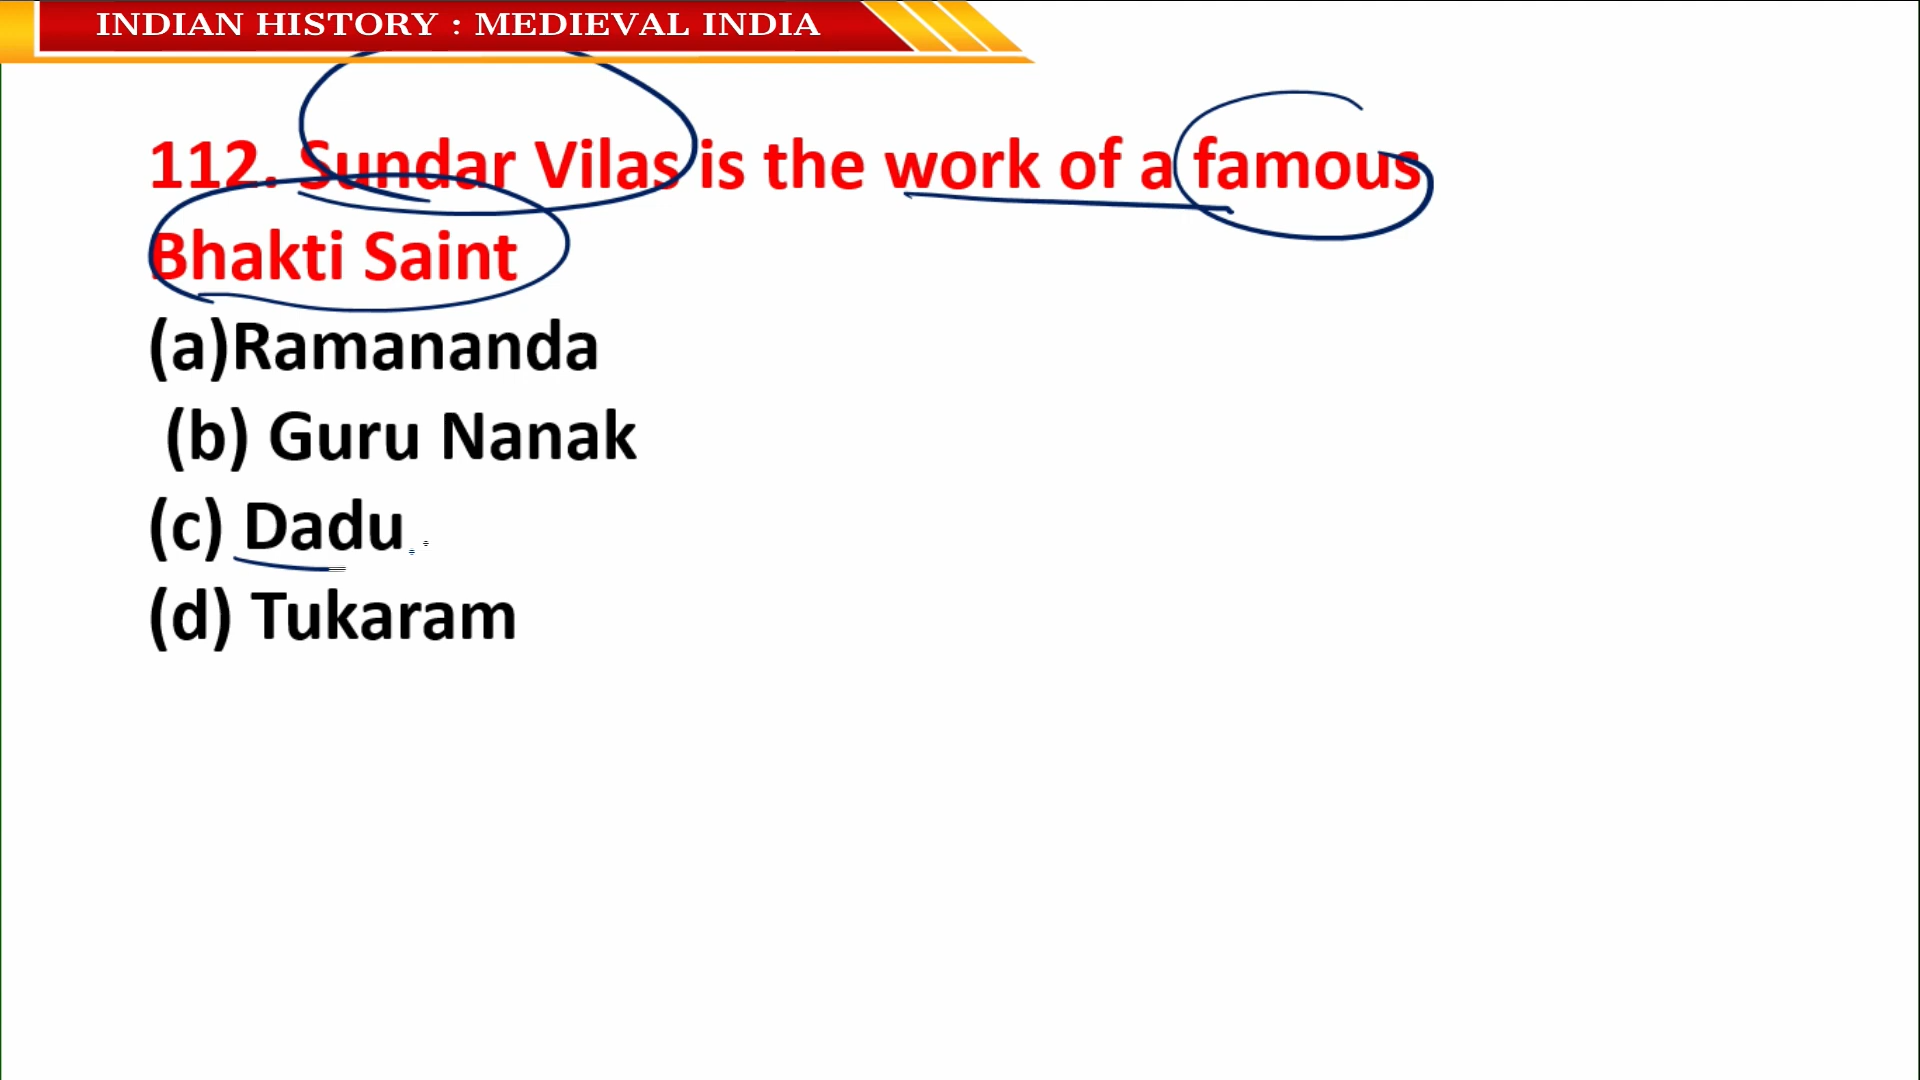 INDIAN HISTORY : MEDIEVAL INDIA
112. Sundar Vilas is the work of a famous
Bhakti Saint
(a)Ramananda
(b) Guru Nanak
(c) Dadu
(d) Tukaram